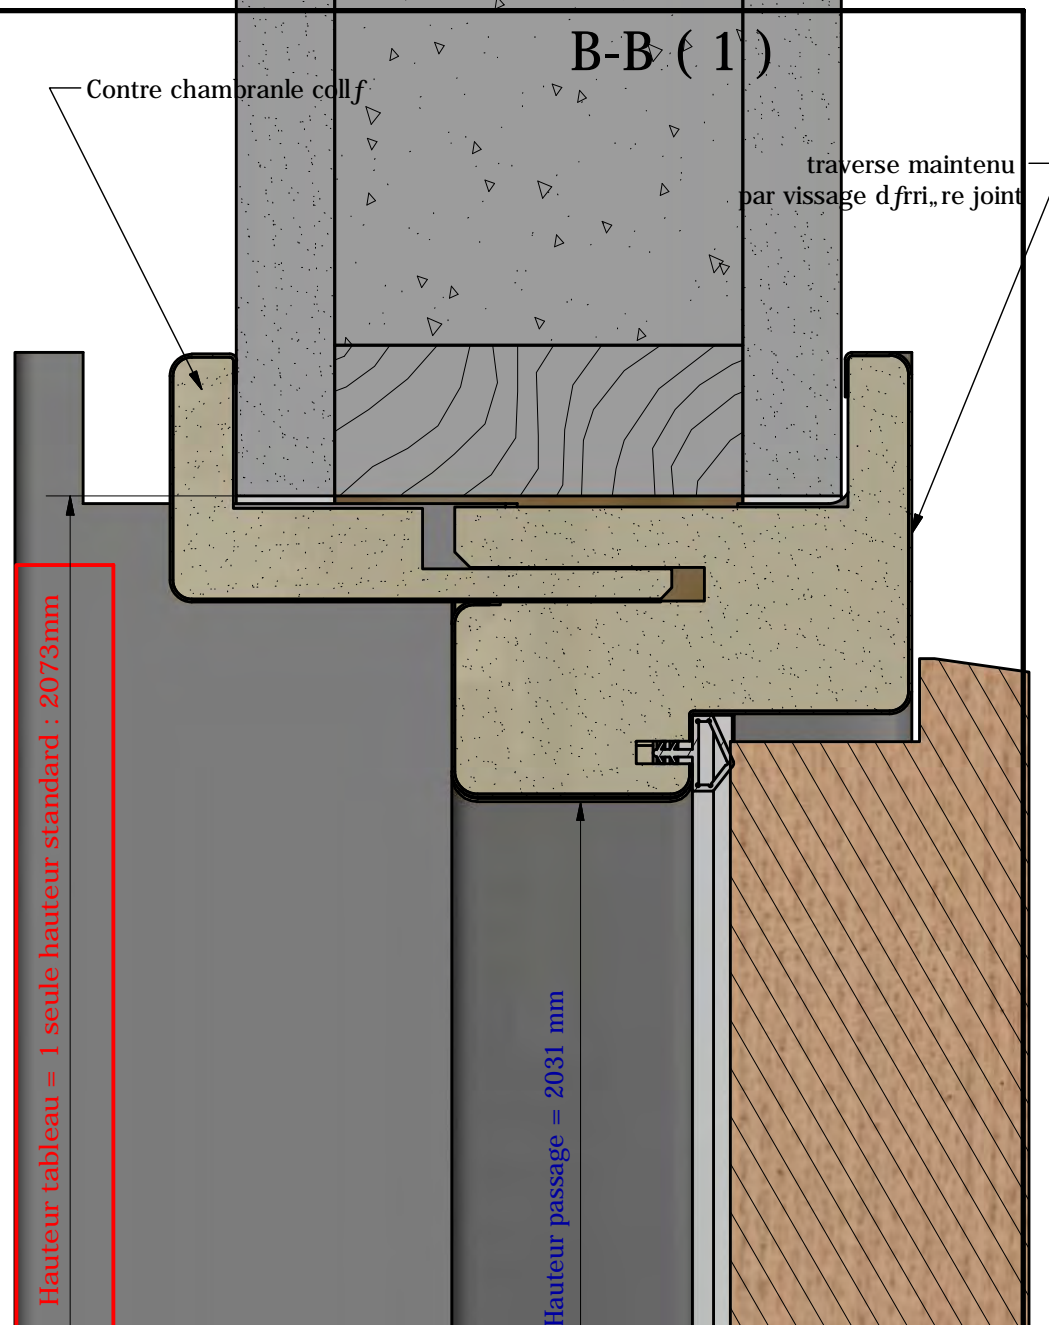 B-B ( 1 )
Contre chambranle collƒ
traverse maintenu
par vissage dƒrri„re joint
Hauteur tableau = 1 seule hauteur standard : 2073mm
Hauteur passage = 2031 mm